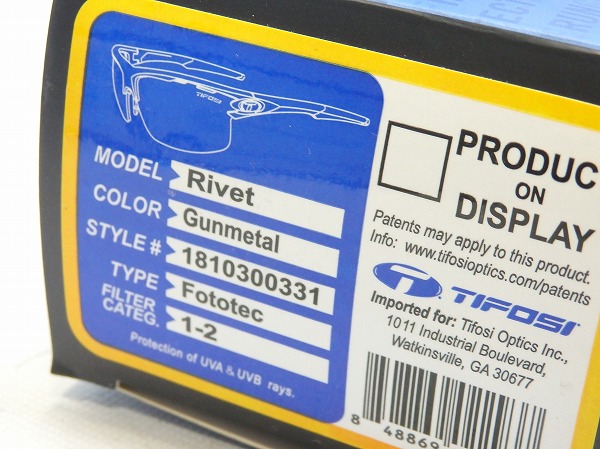 TIFOSI
MODEL Rivet
COLOR Gunmetal
STYLE # 1810300331
TYPE Fototec
FILTER CATEG. 1-2
Protection of UVA & UVB rays.
PRODUC
ON
DISPLAY
Patents may apply to this product.
Info: www.tifosioptics.com/patents
TIFOSI
Imported for: Tifosi Optics Inc.,
1011 Industrial Boulevard,
Watkinsville, GA 30677
8 48869